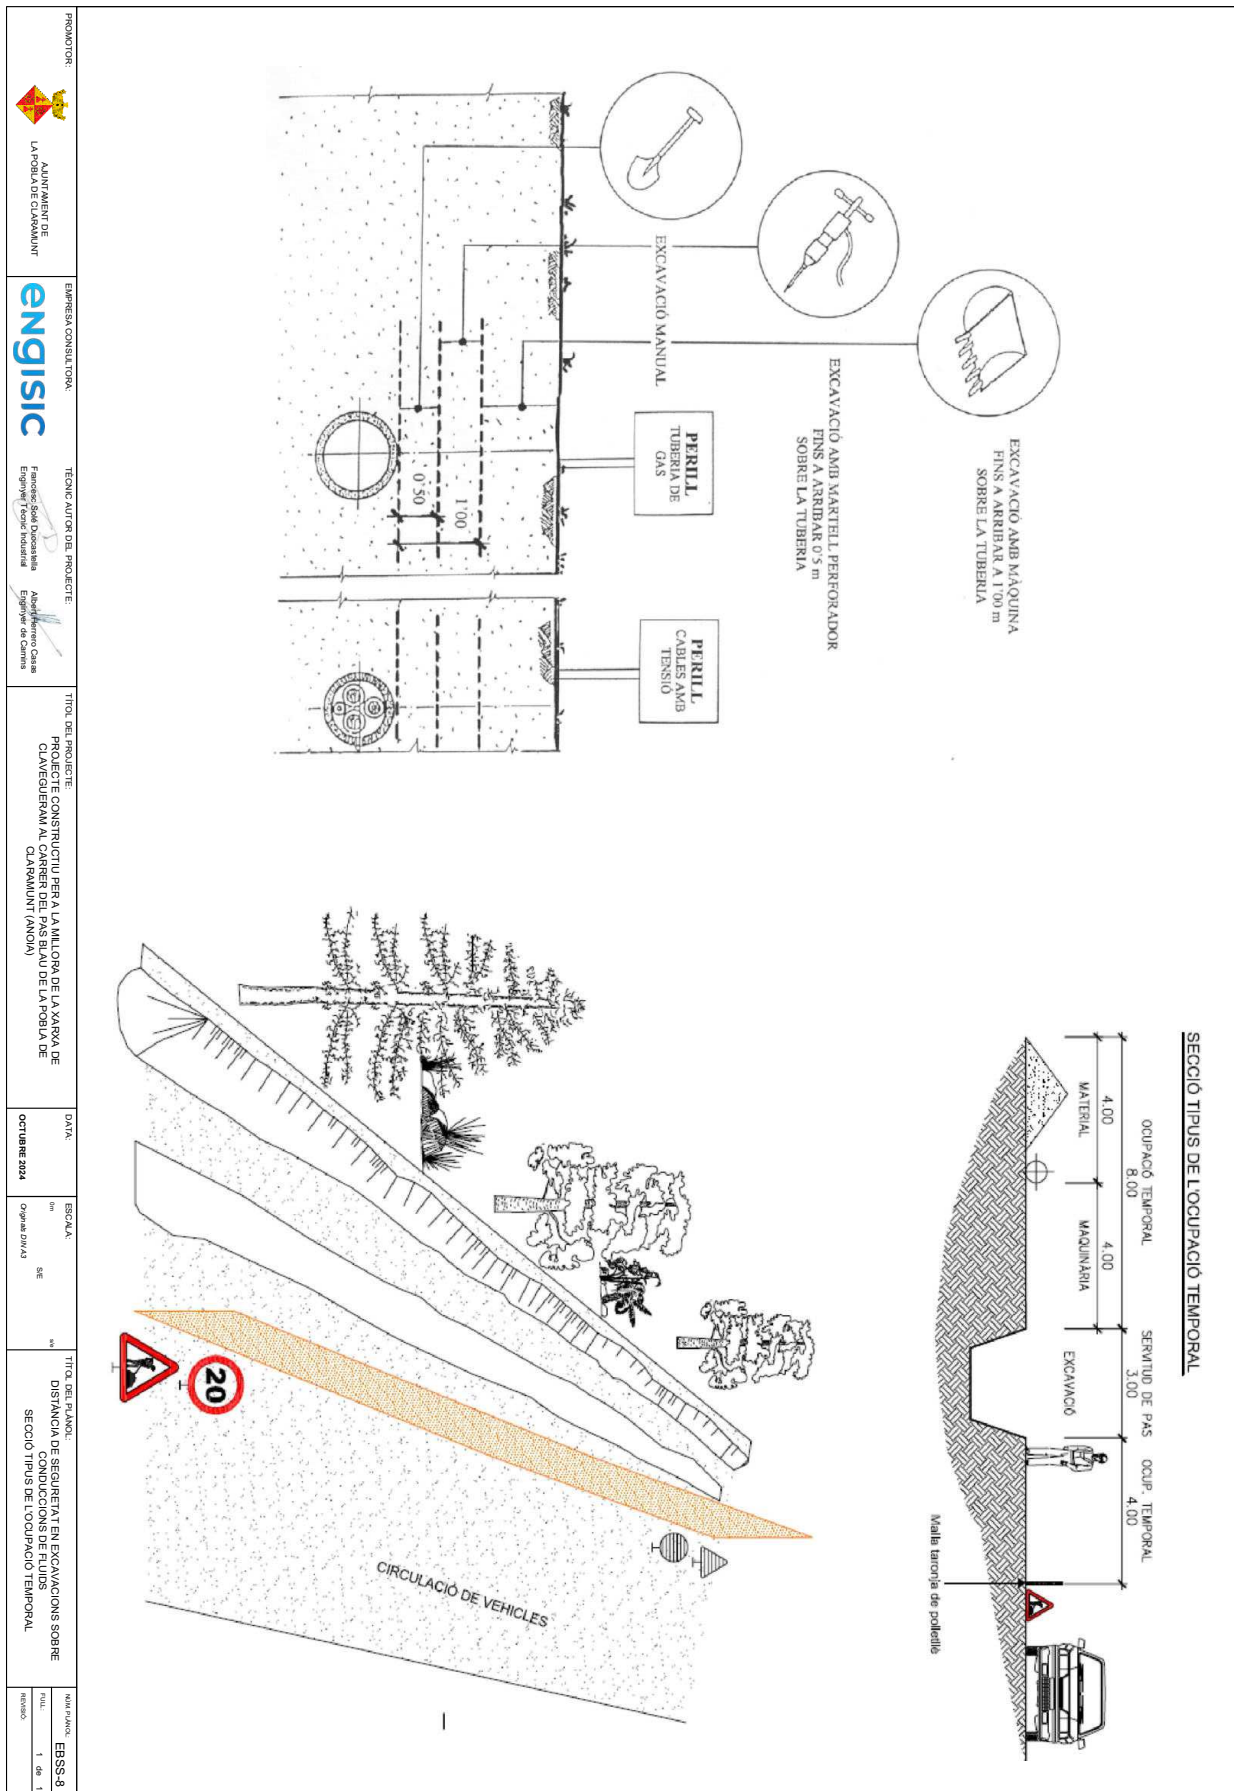 EXCAVACIÓ AMB MÀQUINA
FINS A ARRIBAR A 1'00 m
SOBRE LA TUBERIA
EXCAVACIÓ AMB MARTELL PERFORADOR
FINS A ARRIBAR 0'5 m
SOBRE LA TUBERIA
EXCAVACIÓ MANUAL
PERILL
TUBERIA DE
GAS
PERILL
CABLES AMB
TENSIÓ
1'00
0'50
SECCIÓ TIPUS DE L'OCUPACIÓ TEMPORAL
OCUPACIÓ TEMPORAL
8.00
SERVITUD DE PAS
3.00
OCUP. TEMPORAL
4.00
4.00
MATERIAL
4.00
MAQUINÀRIA
EXCAVACIÓ
Malla taronja de polietilè
20
CIRCULACIÓ DE VEHICLES
PROMOTOR:
AJUNTAMENT DE
LA POBLA DE CLARAMUNT
EMPRESA CONSULTORA:
engisic
TÈCNIC AUTOR DEL PROJECTE:
Francesc Solé Duocastella
Enginyer Tècnic Industrial
Albert Herrero Casas
Enginyer de Camins
TÍTOL DEL PROJECTE:
PROJECTE CONSTRUCTIU PER A LA MILLORA DE LA XARXA DE
CLAVEGUERAM AL CARRER DEL PAS BLAU DE LA POBLA DE
CLARAMUNT (ANOIA)
DATA:
OCTUBRE 2024
ESCALA:
0m
S/E
s/e
Originals DIN A3
TÍTOL DEL PLÀNOL:
DISTÀNCIA DE SEGURETAT EN EXCAVACIONS SOBRE
CONDUCCIONS DE FLUIDS
SECCIÓ TIPUS DE L'OCUPACIÓ TEMPORAL
NÚM. PLÀNOL:
EBSS-8
FULL:
1 de 1
REVISIÓ: